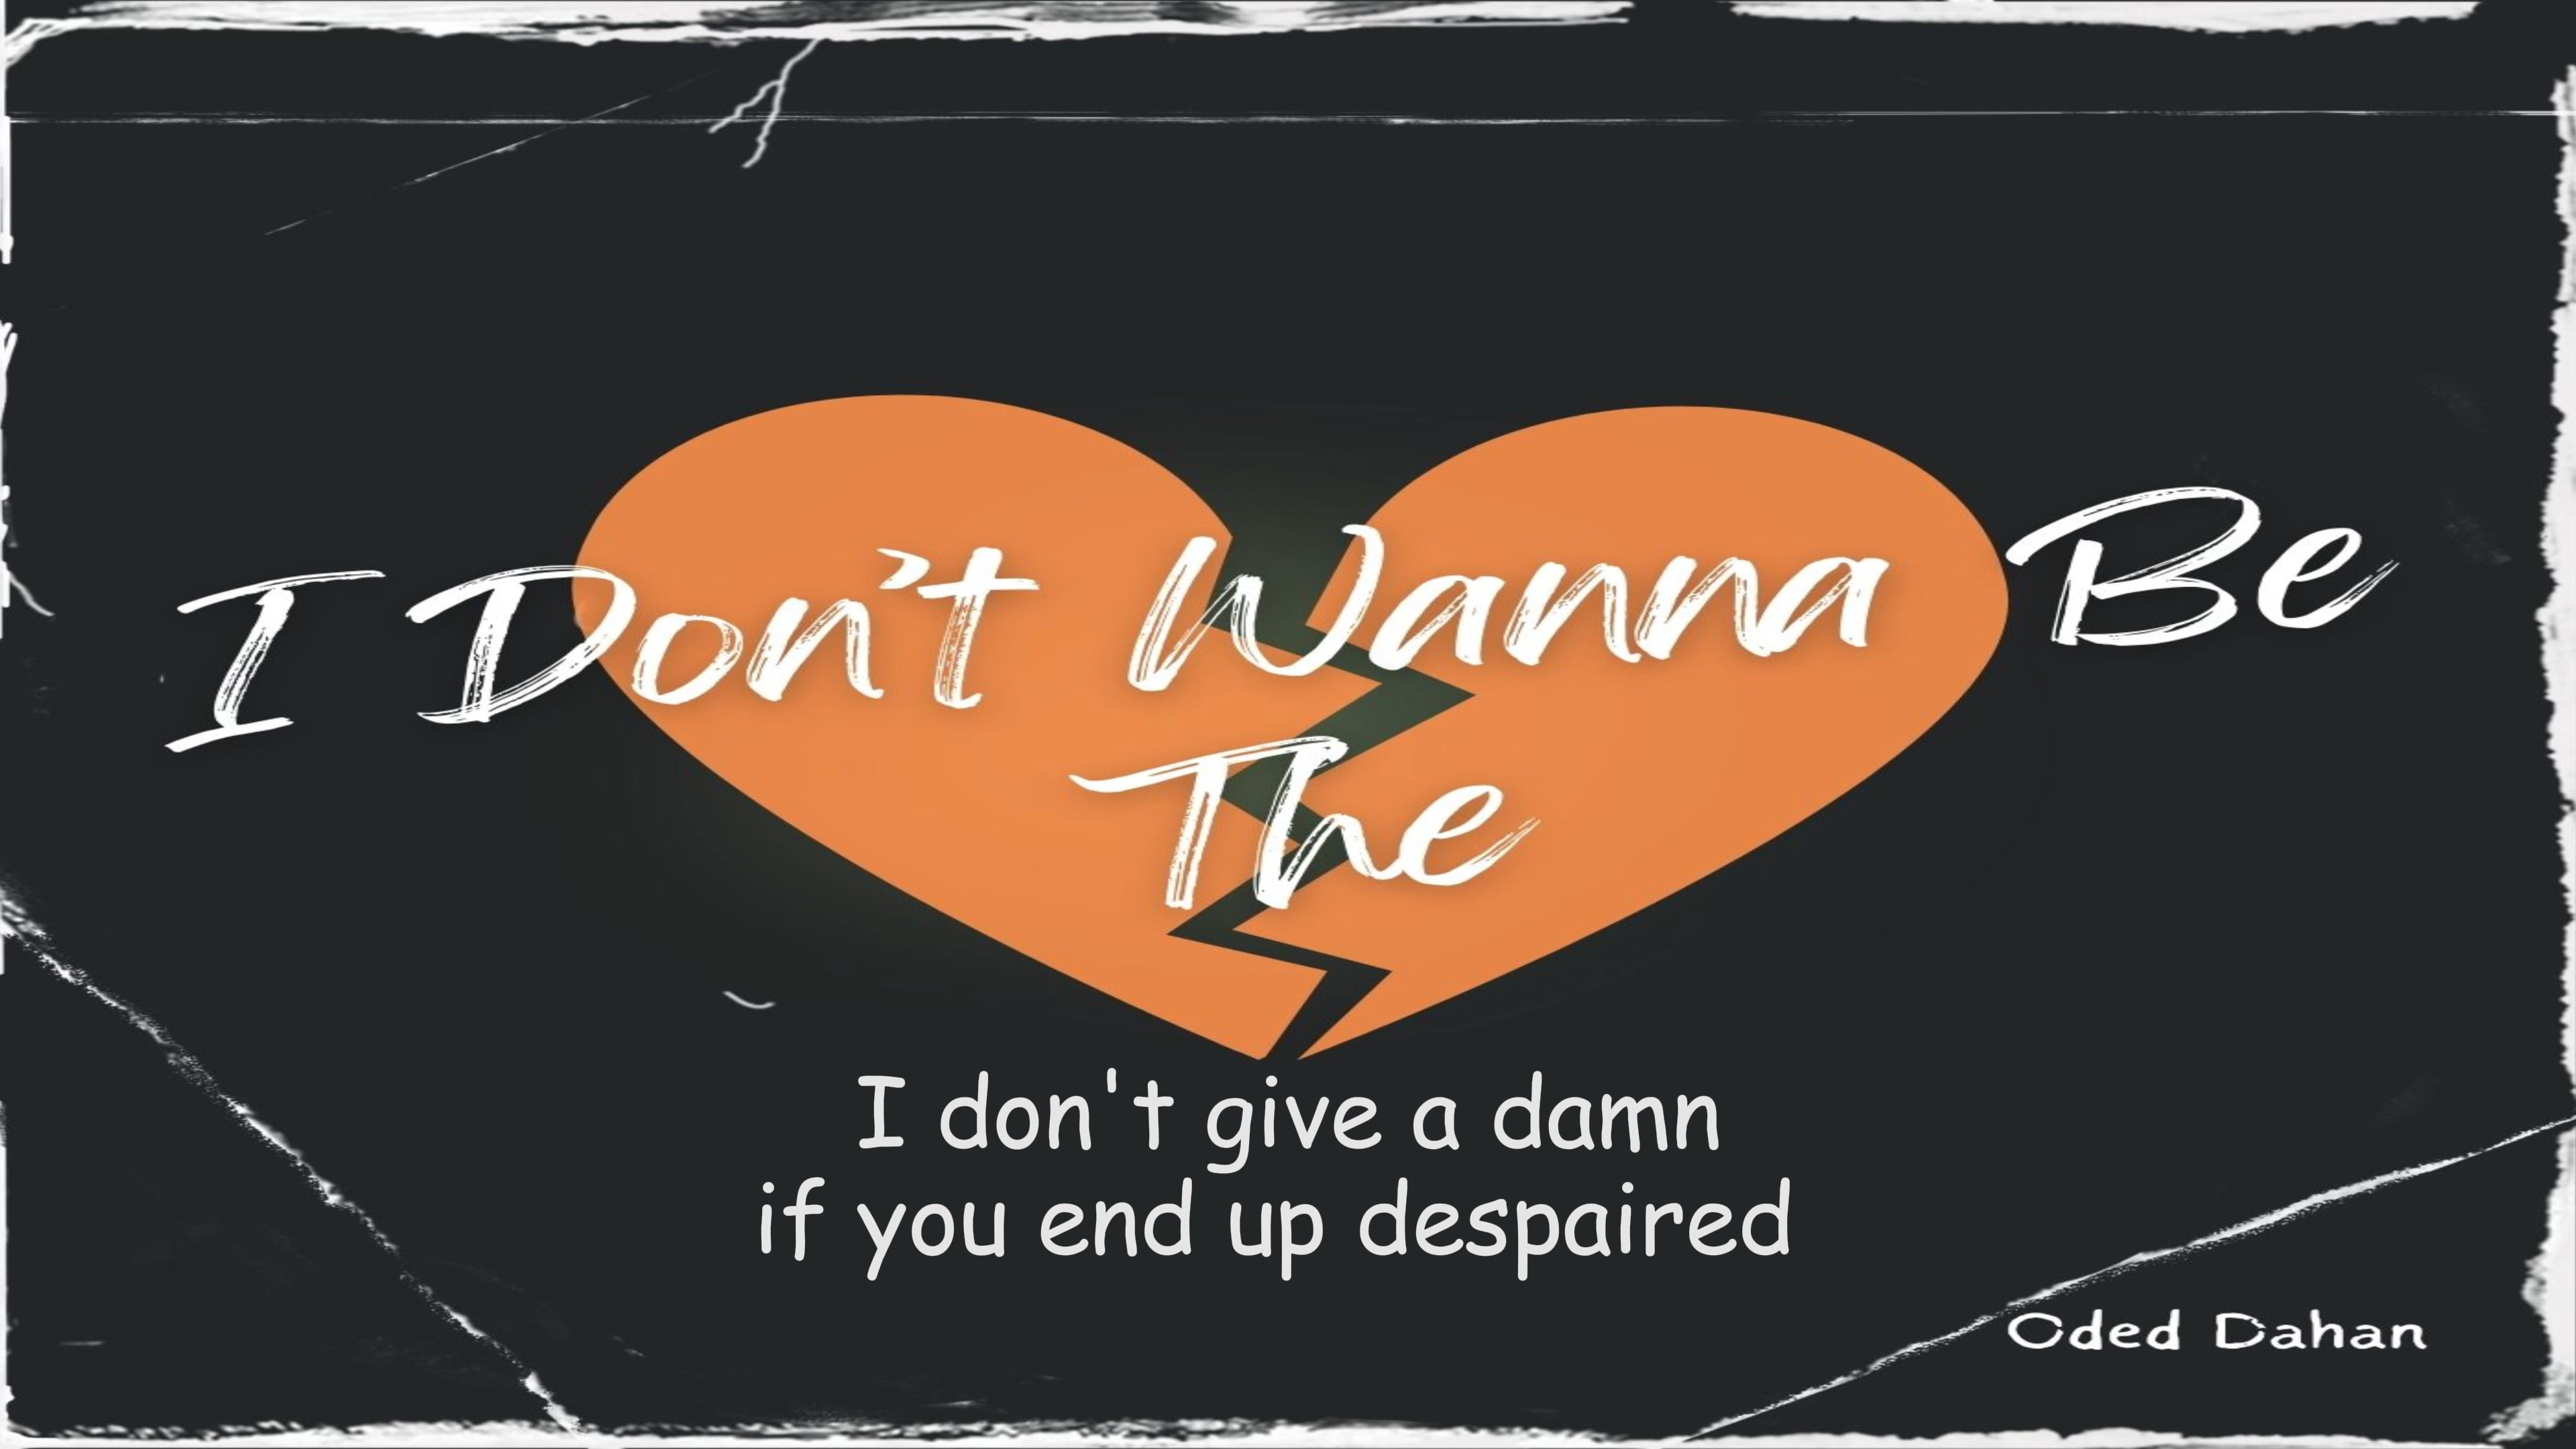 I Don't Wanna Be
The
I don't give a damn
if you end up despaired
Oded Dahan